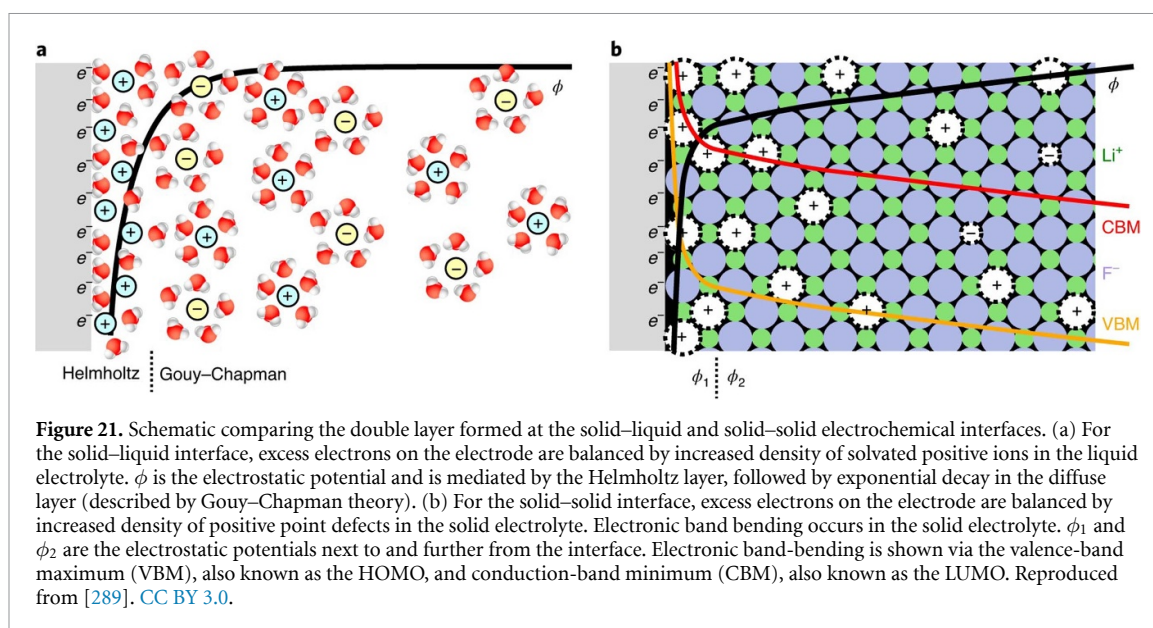 a
b
e⁻ e⁻ e⁻ e⁻ e⁻ e⁻ e⁻ e⁻ e⁻
+ + + + + + + + + + + + + +
− − − − − − −
ϕ
Helmholtz Gouy–Chapman
e⁻ e⁻ e⁻ e⁻ e⁻ e⁻ e⁻ e⁻ e⁻
+ + + + + + + + + + + + + + + + +
− −
ϕ
Li⁺
CBM
F⁻
VBM
ϕ₁ ϕ₂
Figure 21. Schematic comparing the double layer formed at the solid–liquid and solid–solid electrochemical interfaces. (a) For
the solid–liquid interface, excess electrons on the electrode are balanced by increased density of solvated positive ions in the liquid
electrolyte. ϕ is the electrostatic potential and is mediated by the Helmholtz layer, followed by exponential decay in the diffuse
layer (described by Gouy–Chapman theory). (b) For the solid–solid interface, excess electrons on the electrode are balanced by
increased density of positive point defects in the solid electrolyte. Electronic band bending occurs in the solid electrolyte. ϕ₁ and
ϕ₂ are the electrostatic potentials next to and further from the interface. Electronic band-bending is shown via the valence-band
maximum (VBM), also known as the HOMO, and conduction-band minimum (CBM), also known as the LUMO. Reproduced
from [289]. CC BY 3.0.